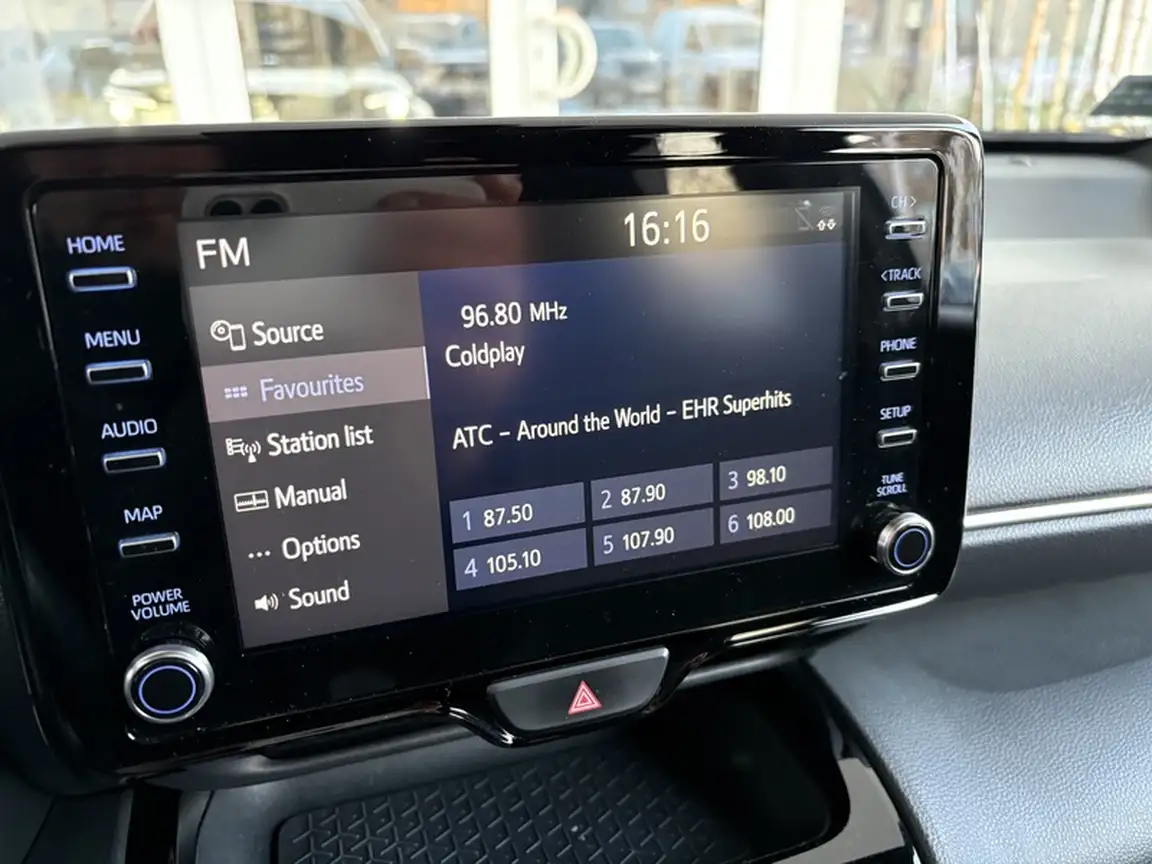 HOME
MENU
AUDIO
MAP
POWER
VOLUME
FM
16:16
Source
Favourites
Station list
Manual
Options
Sound
96.80 MHz
Coldplay
ATC - Around the World - EHR Superhits
1 87.50
2 87.90
3 98.10
4 105.10
5 107.90
6 108.00
CH >
< TRACK
PHONE
SETUP
TUNE
SCROLL